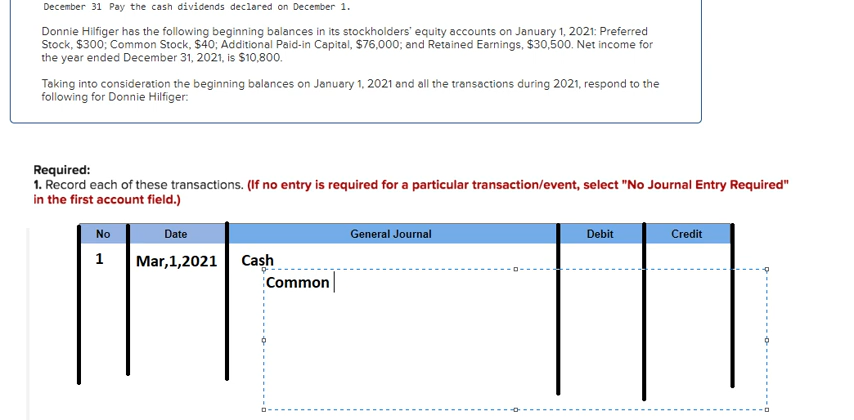 December 31 Pay the cash dividends declared on December 1.
Donnie Hilfiger has the following beginning balances in its stockholders' equity accounts on January 1, 2021: Preferred
Stock, $300; Common Stock, $40; Additional Paid-in Capital, $76,000; and Retained Earnings, $30,500. Net income for
the year ended December 31, 2021, is $10,800.
Taking into consideration the beginning balances on January 1, 2021 and all the transactions during 2021, respond to the
following for Donnie Hilfiger:
Required:
1. Record each of these transactions. (If no entry is required for a particular transaction/event, select "No Journal Entry Required"
in the first account field.)
No Date General Journal Debit Credit
1 Mar,1,2021 Cash
Common